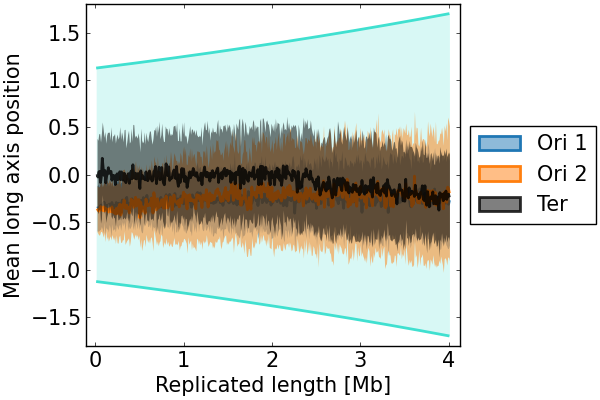 1.5
1.0
0.5
0.0
−0.5
−1.0
−1.5
Mean long axis position
0 1 2 3 4
Replicated length [Mb]
Ori 1
Ori 2
Ter